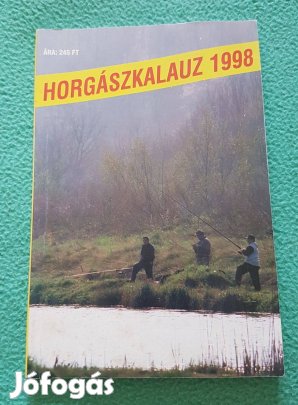 ÁRA: 245 FT
HORGÁSZKALAUZ 1998
Jófogás